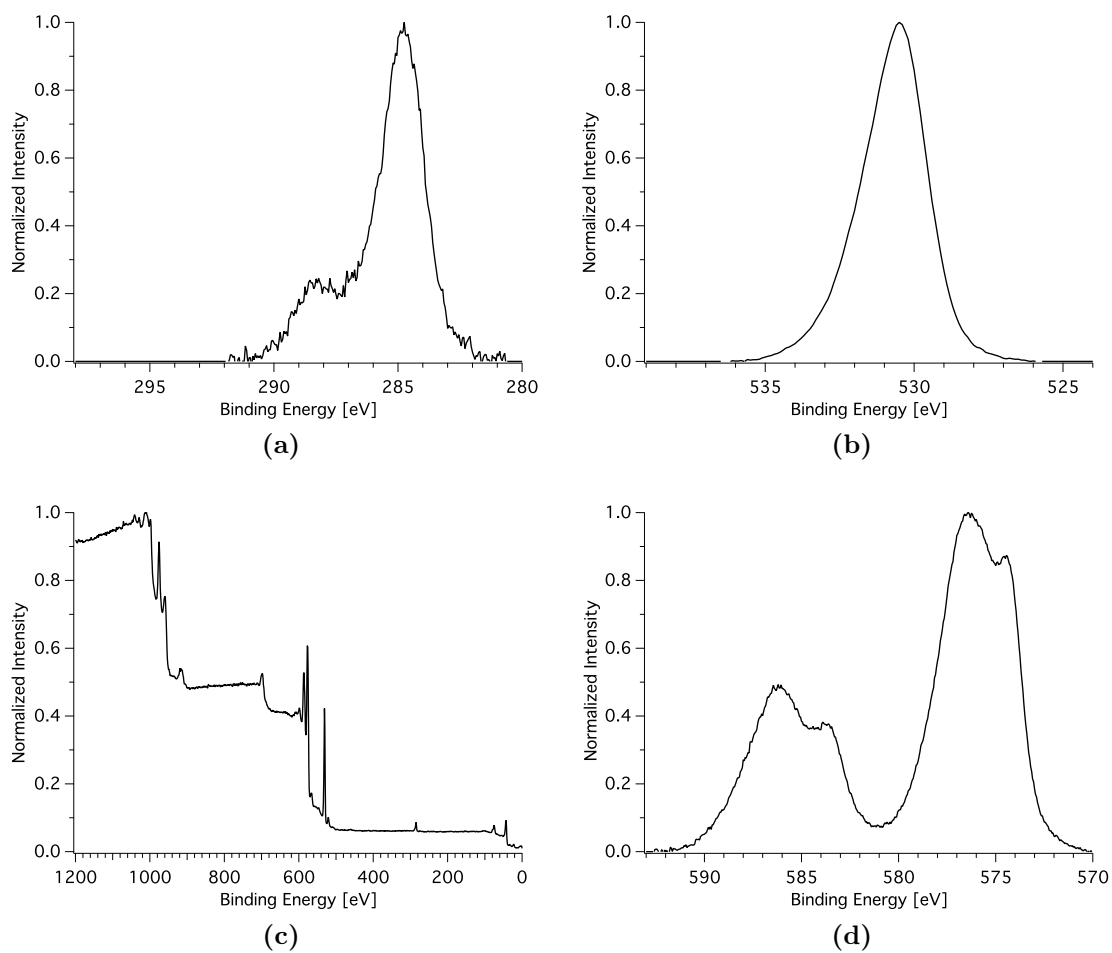 1.0
0.8
0.6
0.4
0.2
0.0
Normalized Intensity
295 290 285 280
Binding Energy [eV]
(a)
1.0
0.8
0.6
0.4
0.2
0.0
Normalized Intensity
535 530 525
Binding Energy [eV]
(b)
1.0
0.8
0.6
0.4
0.2
0.0
Normalized Intensity
1200 1000 800 600 400 200 0
Binding Energy [eV]
(c)
1.0
0.8
0.6
0.4
0.2
0.0
Normalized Intensity
590 585 580 575 570
Binding Energy [eV]
(d)